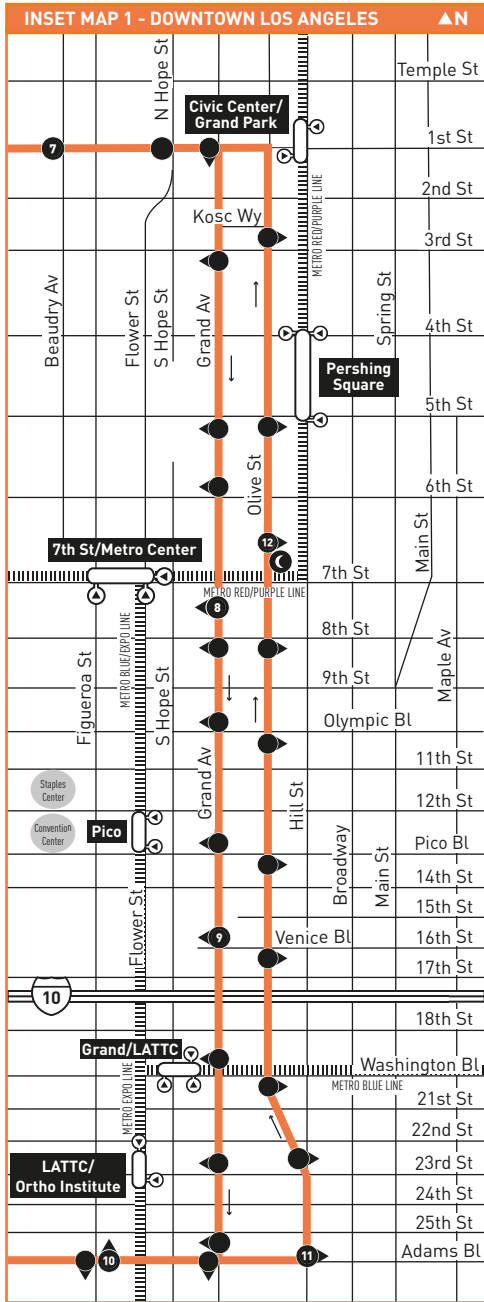 INSET MAP 1 - DOWNTOWN LOS ANGELES
N
N Hope St
Temple St
Civic Center/
Grand Park
7
1st St
2nd St
Kosc Wy
3rd St
METRO RED/PURPLE LINE
Beaudry Av
Flower St
S Hope St
Grand Av
Spring St
4th St
Pershing
Square
5th St
Olive St
6th St
12
Main St
7th St/Metro Center
7th St
METRO RED/PURPLE LINE
8
8th St
METRO BLUE/EXPO LINE
Figueroa St
S Hope St
9th St
Maple Av
Olympic Bl
11th St
Grand Av
Hill St
Staples
Center
12th St
Convention
Center
Pico
Pico Bl
Broadway
Main St
14th St
15th St
Flower St
9
Venice Bl
16th St
17th St
10
18th St
Grand/LATTC
Washington Bl
METRO BLUE LINE
METRO EXPO LINE
21st St
22nd St
LATTC/
Ortho Institute
23rd St
24th St
25th St
10
11
Adams Bl